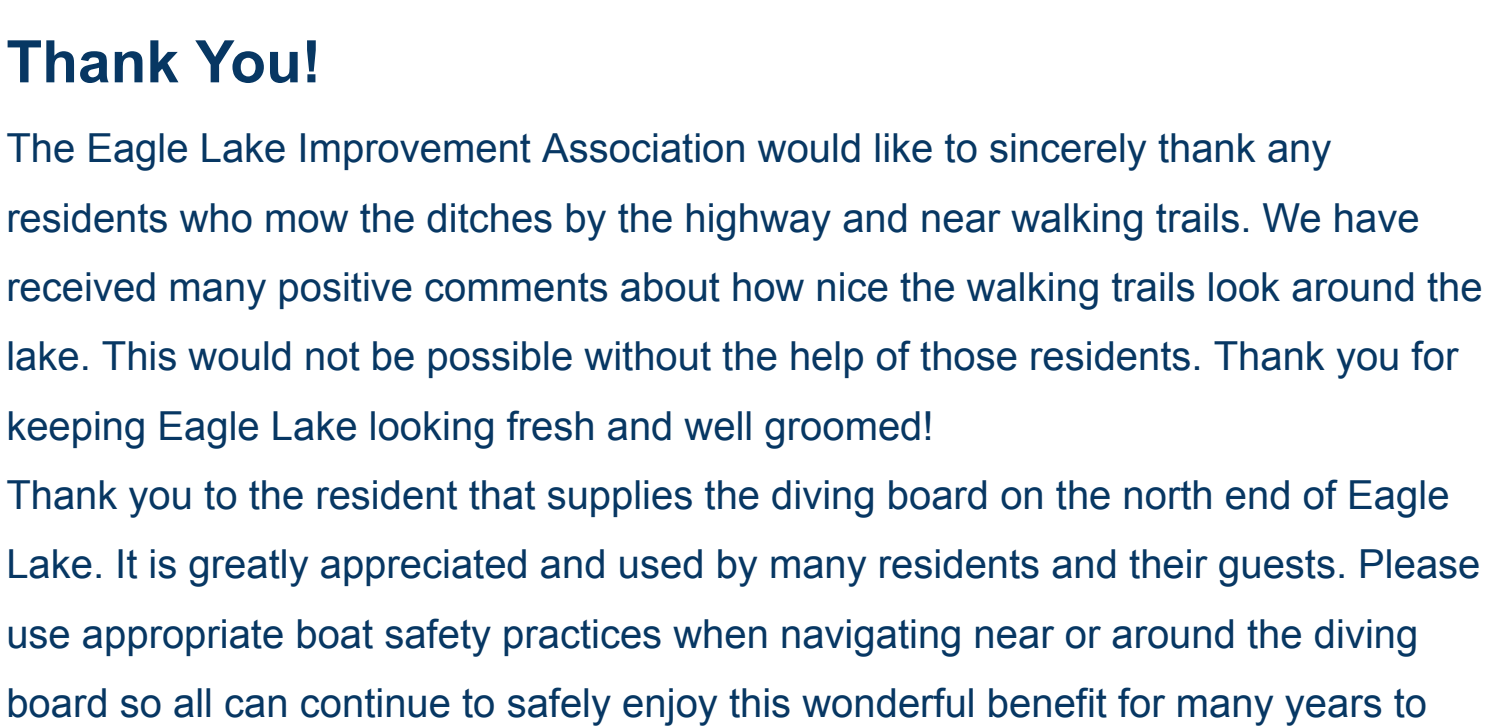 Thank You!
The Eagle Lake Improvement Association would like to sincerely thank any
residents who mow the ditches by the highway and near walking trails. We have
received many positive comments about how nice the walking trails look around the
lake. This would not be possible without the help of those residents. Thank you for
keeping Eagle Lake looking fresh and well groomed!
Thank you to the resident that supplies the diving board on the north end of Eagle
Lake. It is greatly appreciated and used by many residents and their guests. Please
use appropriate boat safety practices when navigating near or around the diving
board so all can continue to safely enjoy this wonderful benefit for many years to